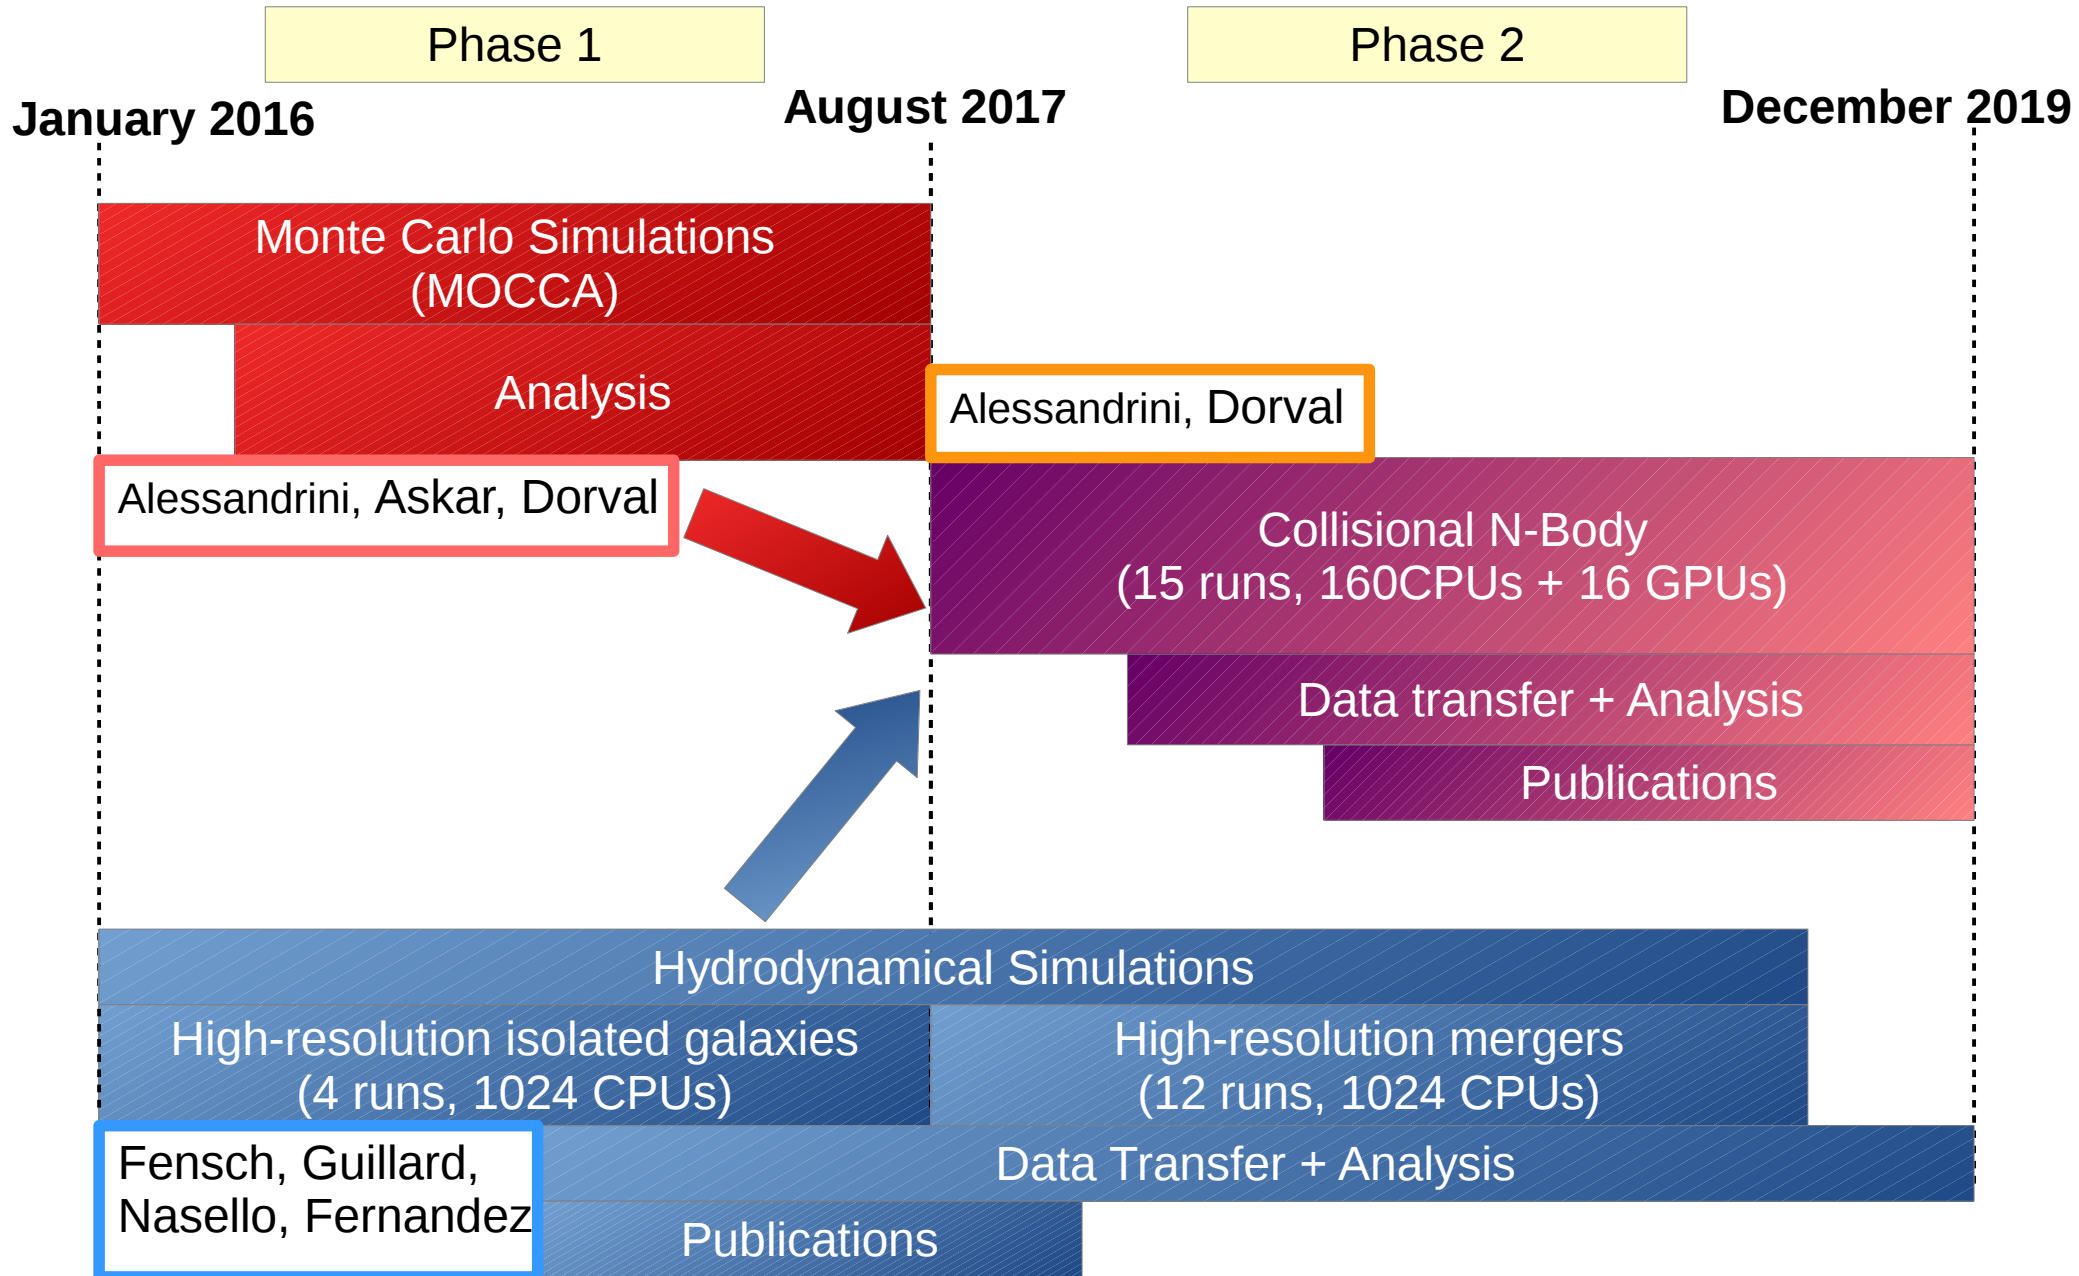 Phase 1
Phase 2
January 2016
August 2017
December 2019
Monte Carlo Simulations
(MOCCA)
Analysis
Alessandrini, Dorval
Alessandrini, Askar, Dorval
Collisional N-Body
(15 runs, 160CPUs + 16 GPUs)
Data transfer + Analysis
Publications
Hydrodynamical Simulations
High-resolution isolated galaxies
(4 runs, 1024 CPUs)
High-resolution mergers
(12 runs, 1024 CPUs)
Fensch, Guillard,
Nasello, Fernandez
Data Transfer + Analysis
Publications